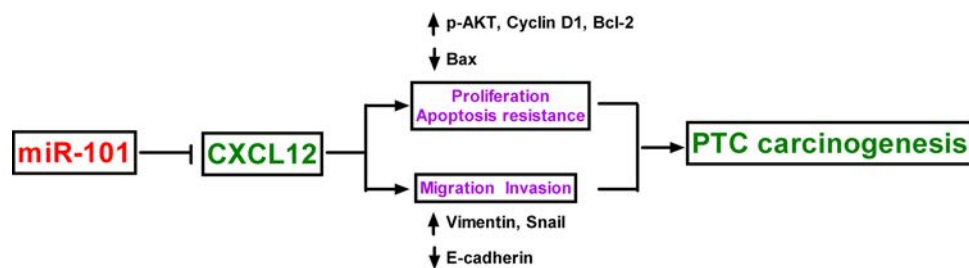 p-AKT, Cyclin D1, Bcl-2
Bax
Proliferation
Apoptosis resistance
miR-101
CXCL12
PTC carcinogenesis
Migration Invasion
Vimentin, Snail
E-cadherin